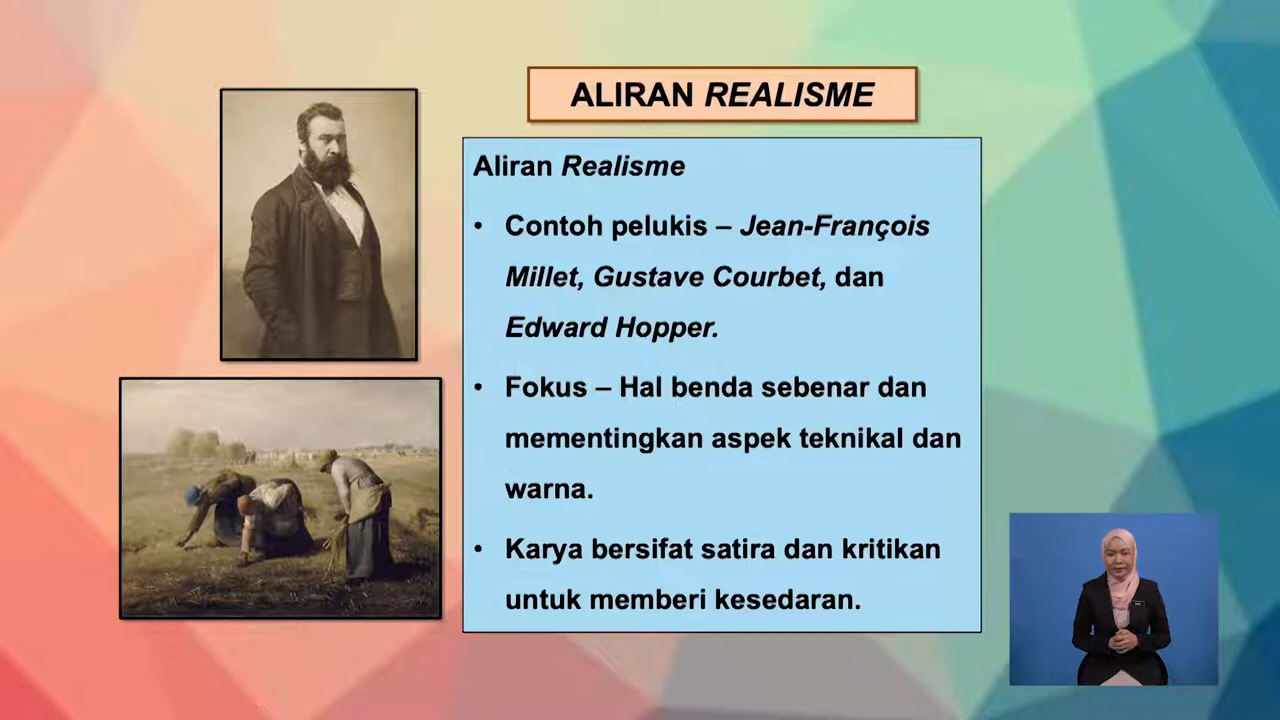 ALIRAN REALISME
Aliran Realisme
• Contoh pelukis – Jean-François
Millet, Gustave Courbet, dan
Edward Hopper.
• Fokus – Hal benda sebenar dan
mementingkan aspek teknikal dan
warna.
• Karya bersifat satira dan kritikan
untuk memberi kesedaran.